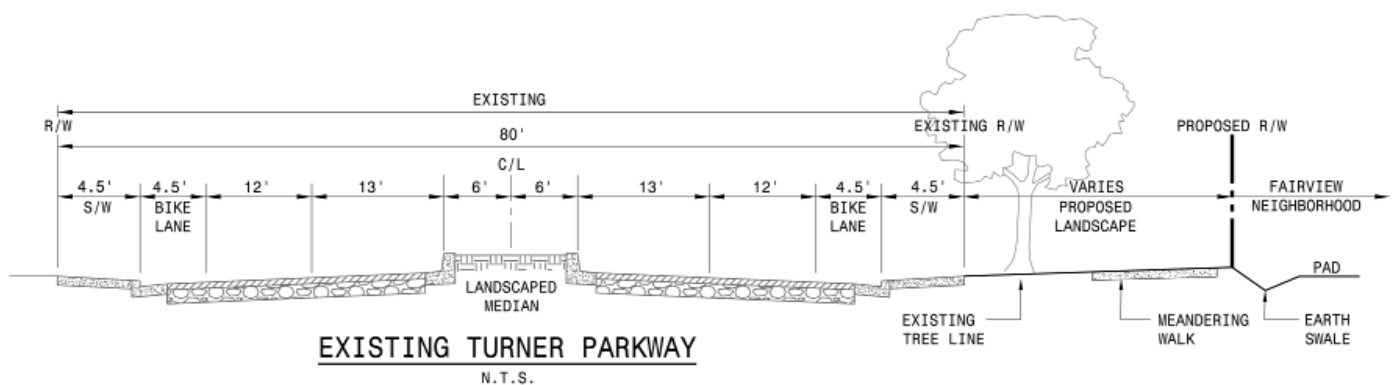 EXISTING
R/W
EXISTING R/W
PROPOSED R/W
80'
C/L
4.5' 4.5' 12' 13' 6' 6' 13' 12' 4.5' 4.5' VARIES FAIRVIEW
S/W BIKE BIKE S/W PROPOSED NEIGHBORHOOD
LANE LANE LANDSCAPE
PAD
LANDSCAPED
MEDIAN
EXISTING MEANDERING EARTH
TREE LINE WALK SWALE
EXISTING TURNER PARKWAY
N.T.S.